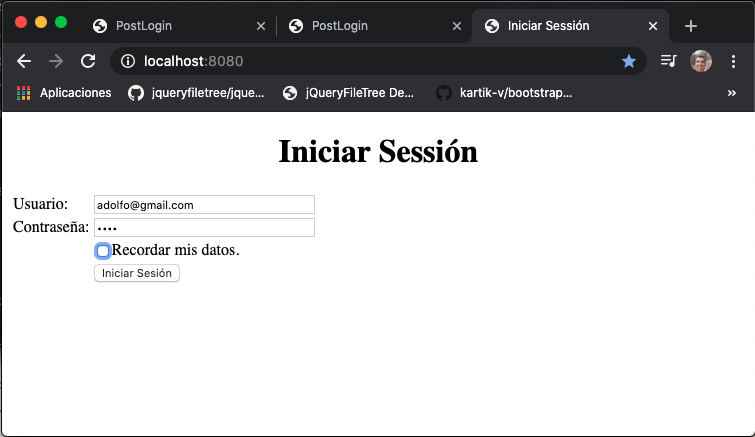 PostLogin
PostLogin
Iniciar Sessión
localhost:8080
Aplicaciones jqueryfiletree/jque... jQueryFileTree De... kartik-v/bootstrap... »
Iniciar Sessión
Usuario: adolfo@gmail.com
Contraseña: ••••
Recordar mis datos.
Iniciar Sesión